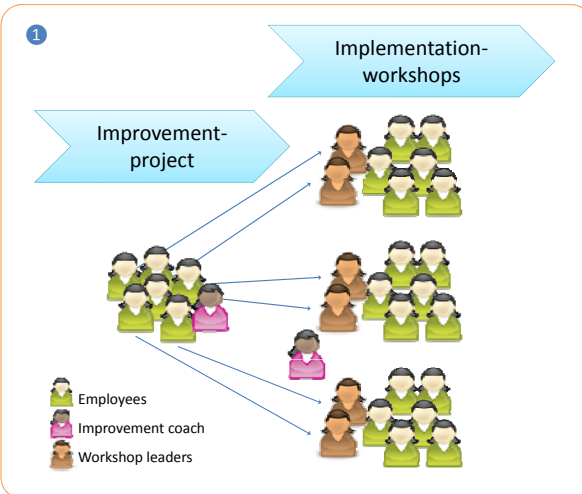 1
Implementation-
workshops
Improvement-
project
Employees
Improvement coach
Workshop leaders